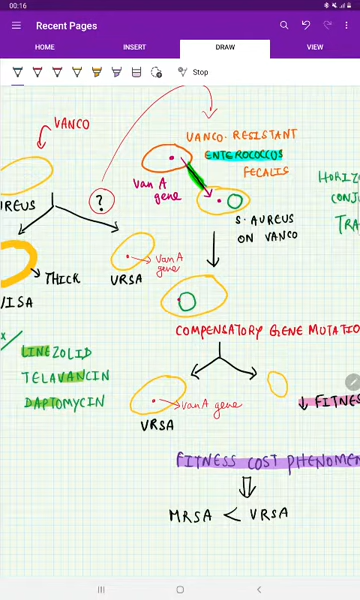 00:16
Recent Pages
HOME
INSERT
DRAW
VIEW
Stop
VANCO
VANCO-RESISTANT
ENTEROCOCCUS
FECALIS
Van A
gene
HORIZO
CONJU
TRA
?
UREUS
S. AUREUS
ON VANCO
Van A
gene
THICK
VRSA
VISA
COMPENSATORY GENE MUTATIO
LINEZOLID
TELAVANCIN
DAPTOMYCIN
Van A gene
VRSA
↓ FITNES
FITNESS COST PHENOMEN
MRSA < VRSA